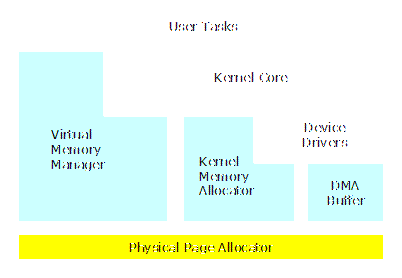 User Tasks
Kernel Core
Device
Drivers
Virtual
Memory
Manager
Kernel
Memory
Allocator
DMA
Buffer
Physical Page Allocator